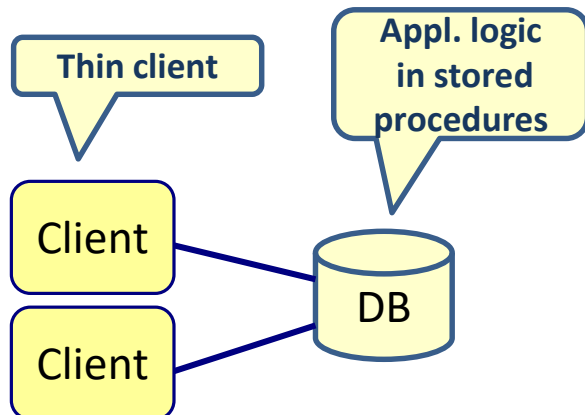 Thin client
Appl. logic
in stored
procedures
Client
DB
Client